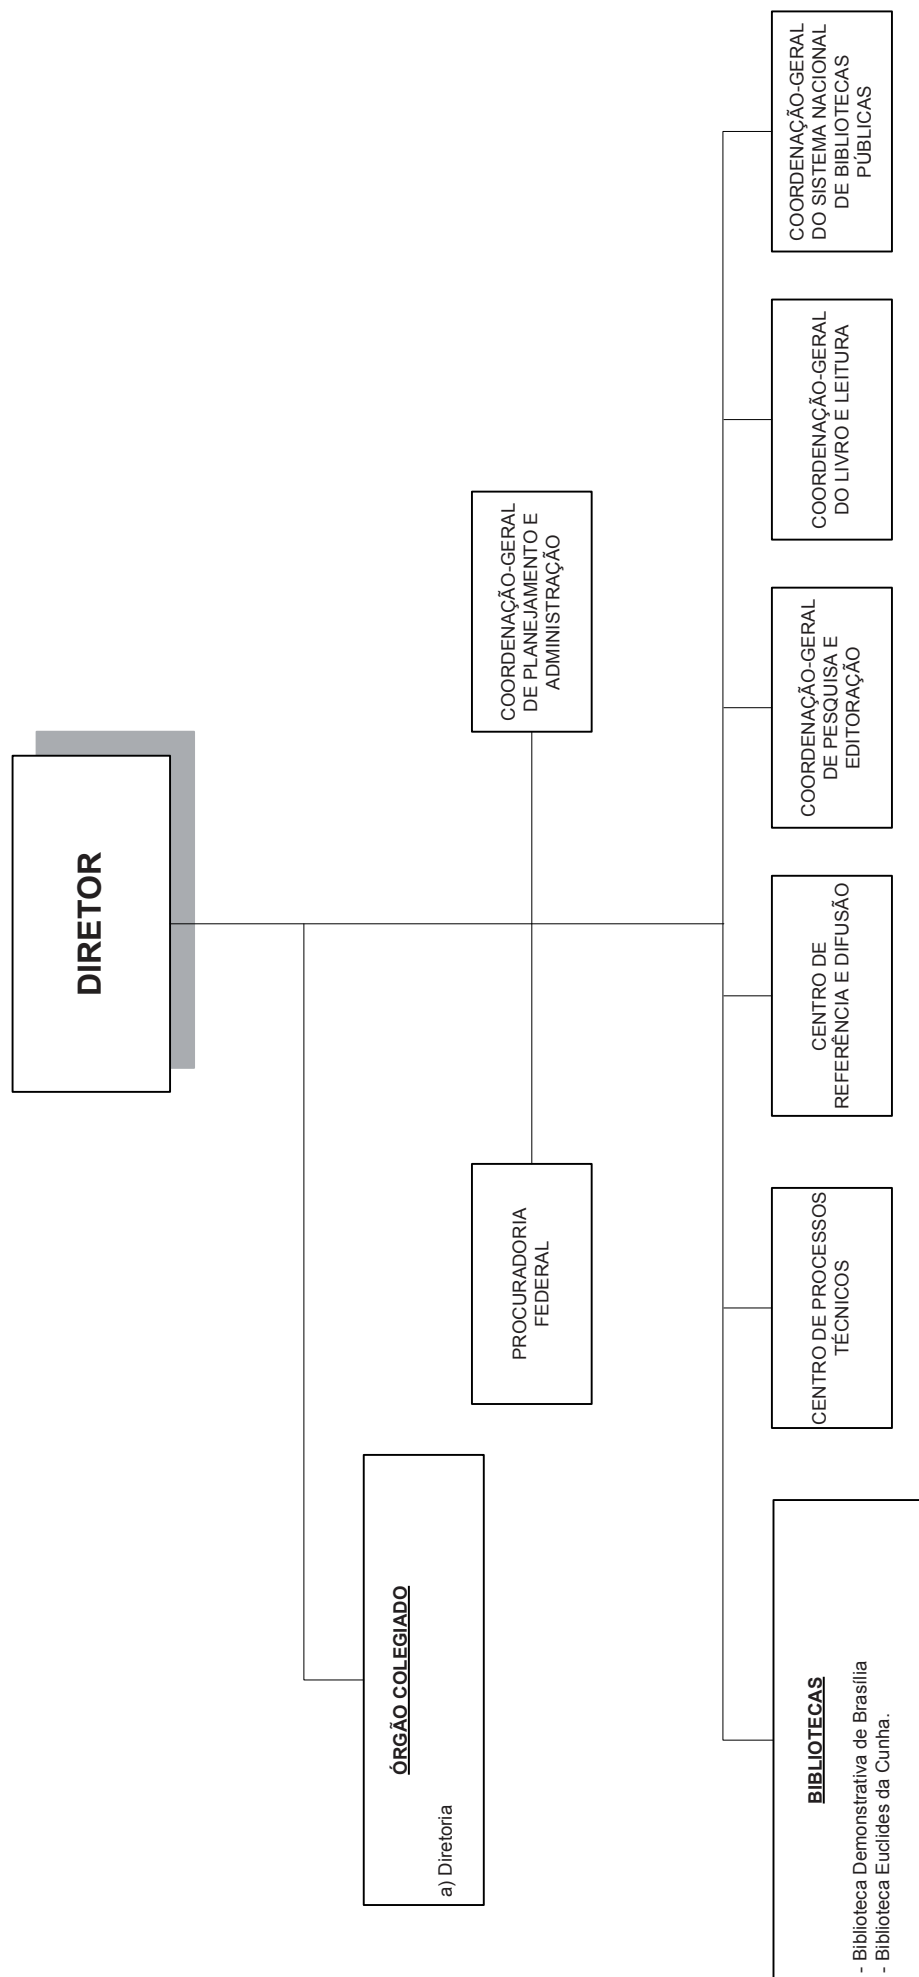 DIRETOR
ÓRGÃO COLEGIADO
a) Diretoria
PROCURADORIA
FEDERAL
COORDENAÇÃO-GERAL
DE PLANEJAMENTO E
ADMINISTRAÇÃO
BIBLIOTECAS
- Biblioteca Demonstrativa de Brasília
- Biblioteca Euclides da Cunha.
CENTRO DE PROCESSOS
TÉCNICOS
CENTRO DE
REFERÊNCIA E DIFUSÃO
COORDENAÇÃO-GERAL
DE PESQUISA E
EDITORAÇÃO
COORDENAÇÃO-GERAL
DO LIVRO E LEITURA
COORDENAÇÃO-GERAL
DO SISTEMA NACIONAL
DE BIBLIOTECAS
PÚBLICAS